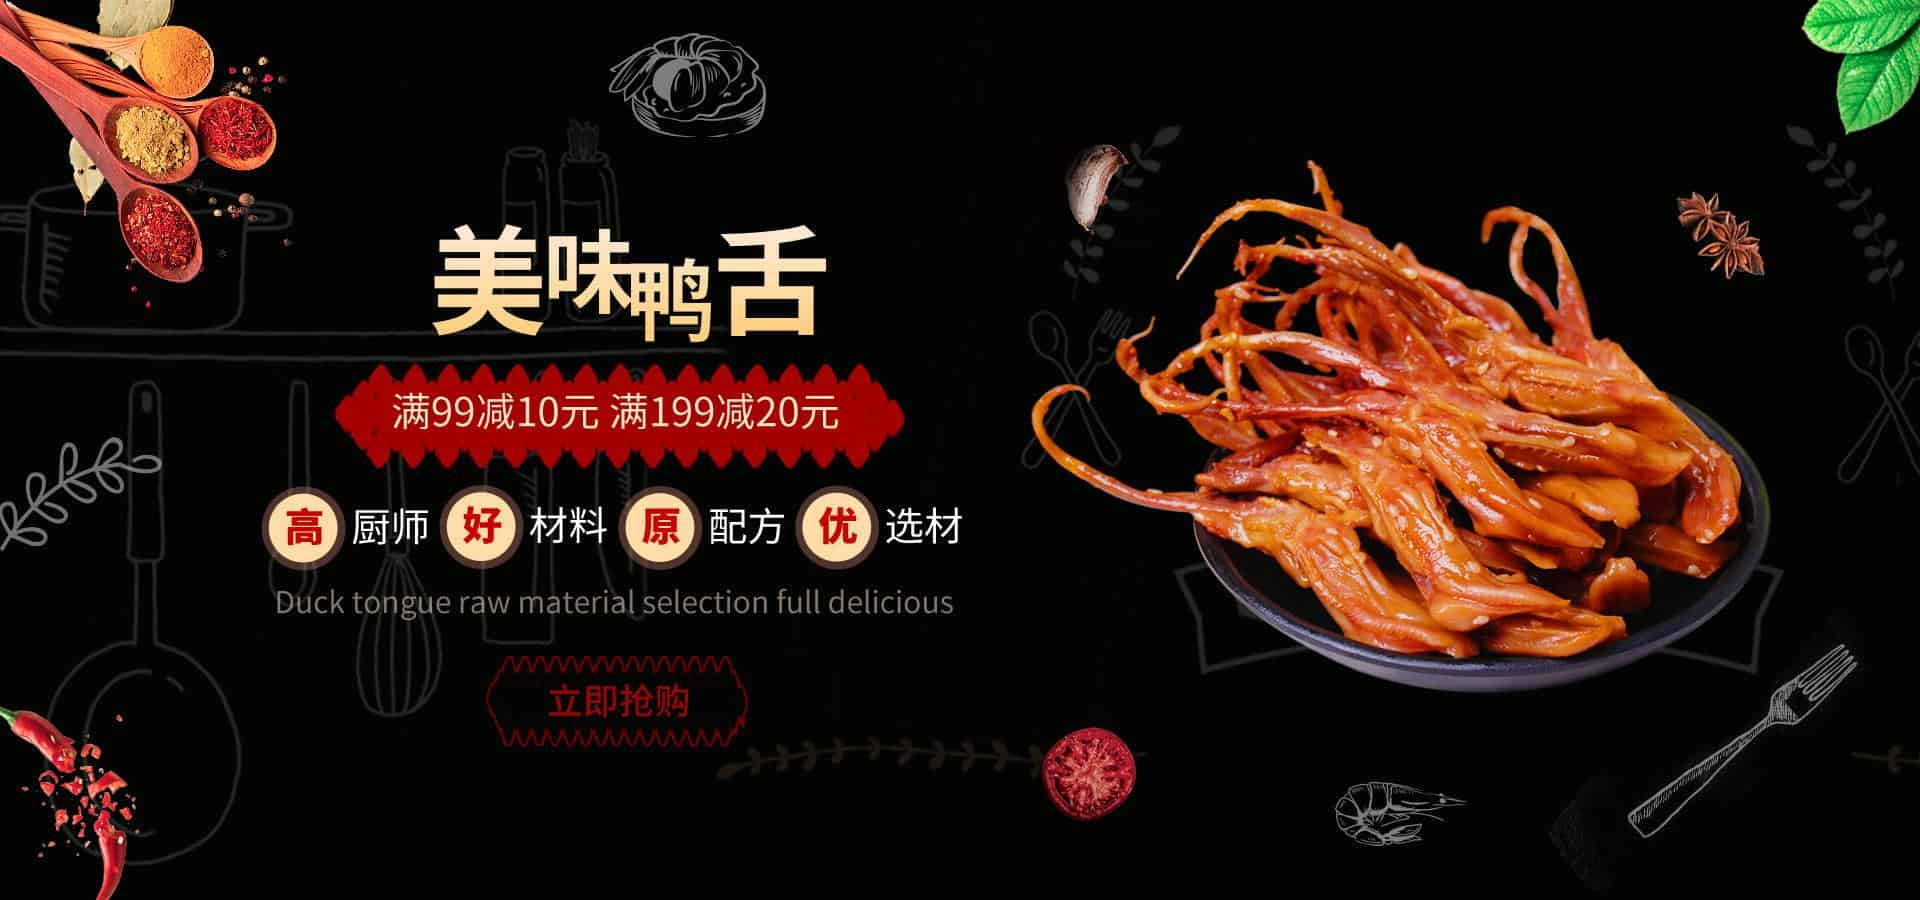 美味鸭舌
满99减10元 满199减20元
高厨师 好材料 原配方 优选材
Duck tongue raw material selection full delicious
立即抢购